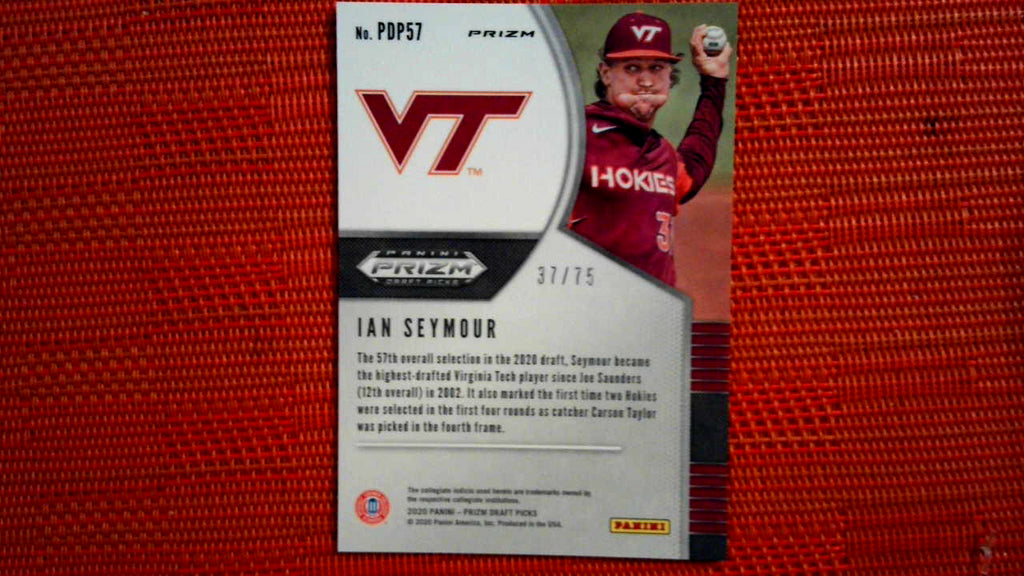 No. PDP57
PRIZM
VT
VT
TM
HOKIES
3
PANINI
PRIZM
DRAFT PICKS
37/75
IAN SEYMOUR
The 57th overall selection in the 2020 draft, Seymour became
the highest-drafted Virginia Tech player since Joe Saunders
(12th overall) in 2002. It also marked the first time two Hokies
were selected in the first four rounds as catcher Carson Taylor
was picked in the fourth frame.
The collegiate indicia used herein are trademarks owned by
the respective collegiate institutions.
2020 PANINI – PRIZM DRAFT PICKS
© 2020 Panini America, Inc. Produced in the USA.
PANINI